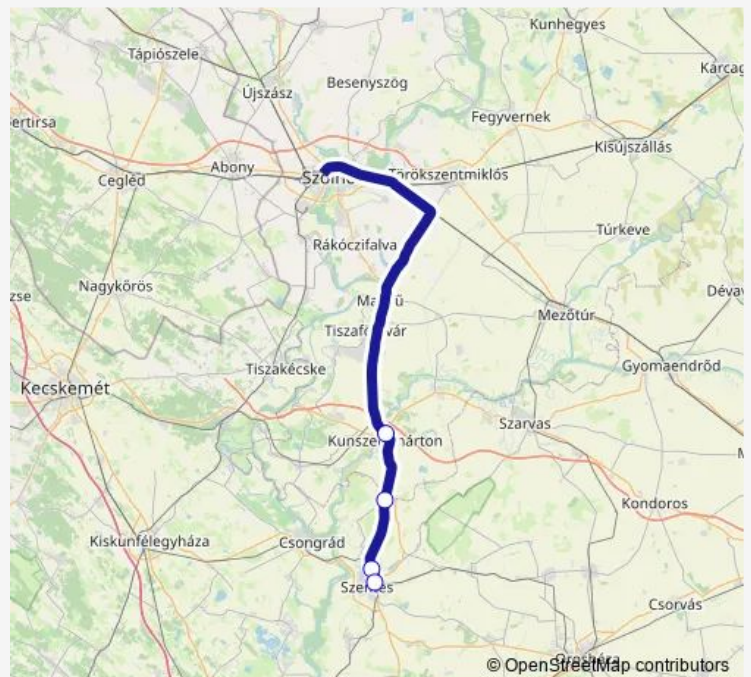 Kunhegyes
Tápiószele
Karcag
Újszász
Besenyszög
Fegyvernek
Kisújszállás
Abony
Cegléd
Törökszentmiklós
Rákóczifalva
Túrkeve
Nagykőrös
Mezőtúr
Tiszakécske
Gyomaendrőd
Kecskemét
Szarvas
Kondoros
Kiskunfélegyháza
Csongrád
Csorvás
© OpenStreetMap contributors